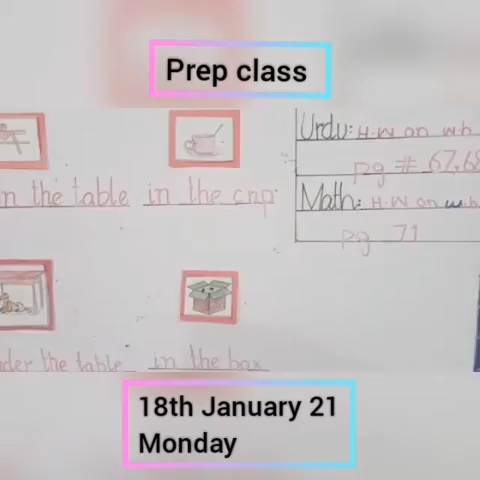 Prep class
n the table in the cup
Urdu: H.W on w.b
pg # 67,68
Math: H.W on w.b
pg 71
der the table in the box
18th January 21
Monday